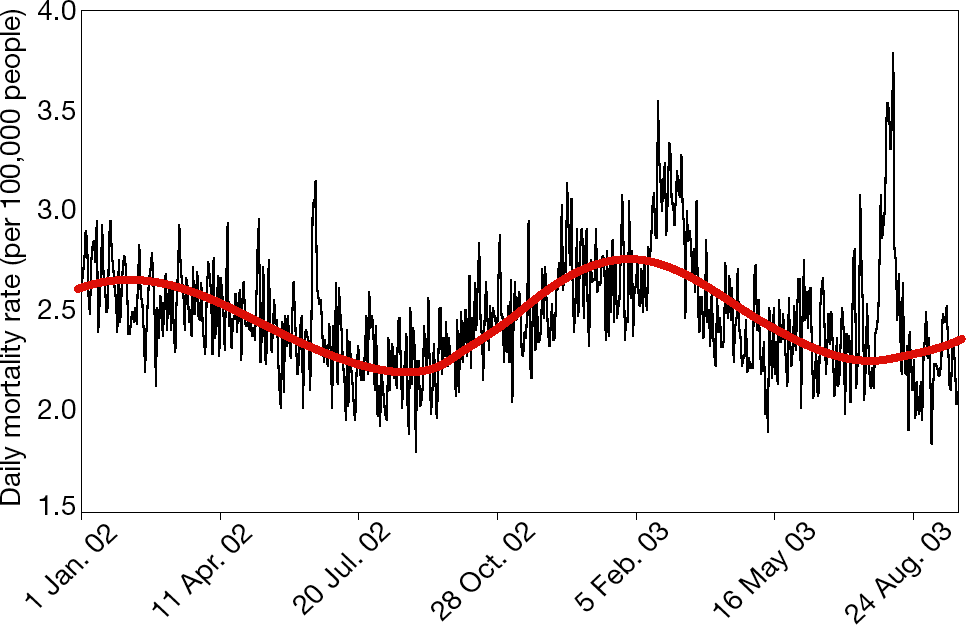 Daily mortality rate (per 100,000 people)
4.0
3.5
3.0
2.5
2.0
1.5
1 Jan. 02
11 Apr. 02
20 Jul. 02
28 Oct. 02
5 Feb. 03
16 May 03
24 Aug. 03